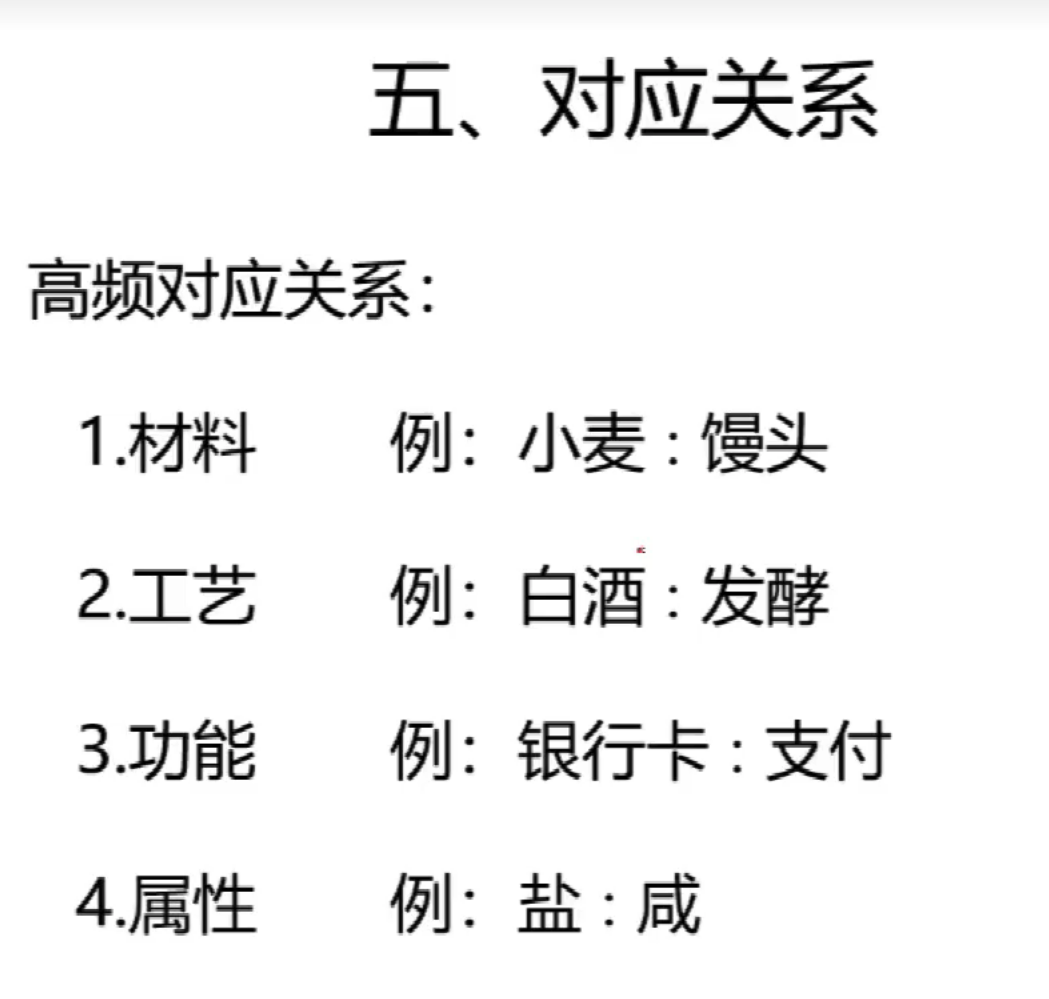 五、对应关系
高频对应关系：
1.材料 例：小麦：馒头
2.工艺 例：白酒：发酵
3.功能 例：银行卡：支付
4.属性 例：盐：咸